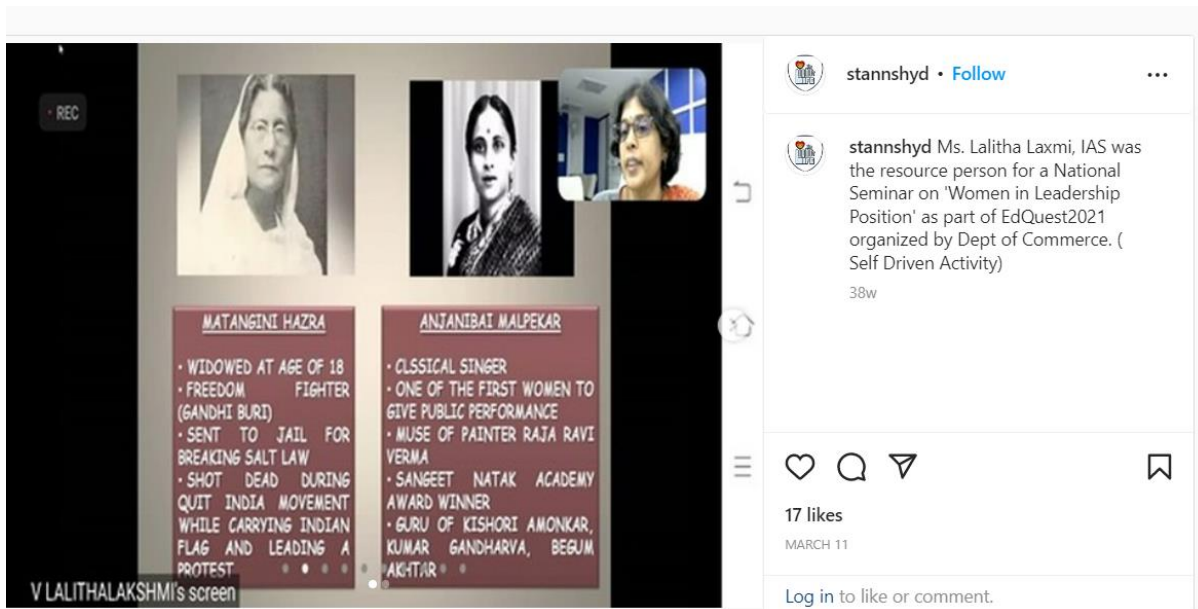 REC
MATANGINI HAZRA
• WIDOWED AT AGE OF 18
• FREEDOM FIGHTER
(GANDHI BURI)
• SENT TO JAIL FOR
BREAKING SALT LAW
• SHOT DEAD DURING
QUIT INDIA MOVEMENT
WHILE CARRYING INDIAN
FLAG AND LEADING A
PROTEST
ANJANIBAI MALPEKAR
• CLSSICAL SINGER
• ONE OF THE FIRST WOMEN TO
GIVE PUBLIC PERFORMANCE
• MUSE OF PAINTER RAJA RAVI
VERMA
• SANGEET NATAK ACADEMY
AWARD WINNER
• GURU OF KISHORI AMONKAR,
KUMAR GANDHARVA, BEGUM
AKHTAR
V LALITHALAKSHMI's screen
stannshyd • Follow
stannshyd Ms. Lalitha Laxmi, IAS was
the resource person for a National
Seminar on 'Women in Leadership
Position' as part of EdQuest2021
organized by Dept of Commerce. (
Self Driven Activity)
38w
17 likes
MARCH 11
Log in to like or comment.